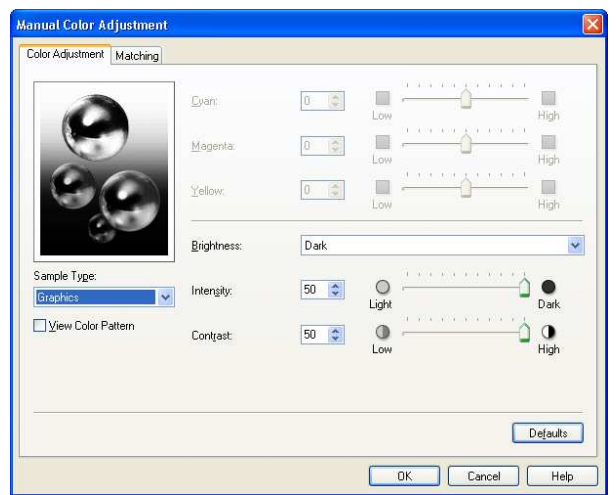 Manual Color Adjustment
Color Adjustment Matching
Cyan: 0 Low High
Magenta: 0 Low High
Yellow: 0 Low High
Brightness: Dark
Sample Type:
Graphics
Intensity: 50 Light Dark
View Color Pattern
Contrast: 50 Low High
Defaults
OK Cancel Help